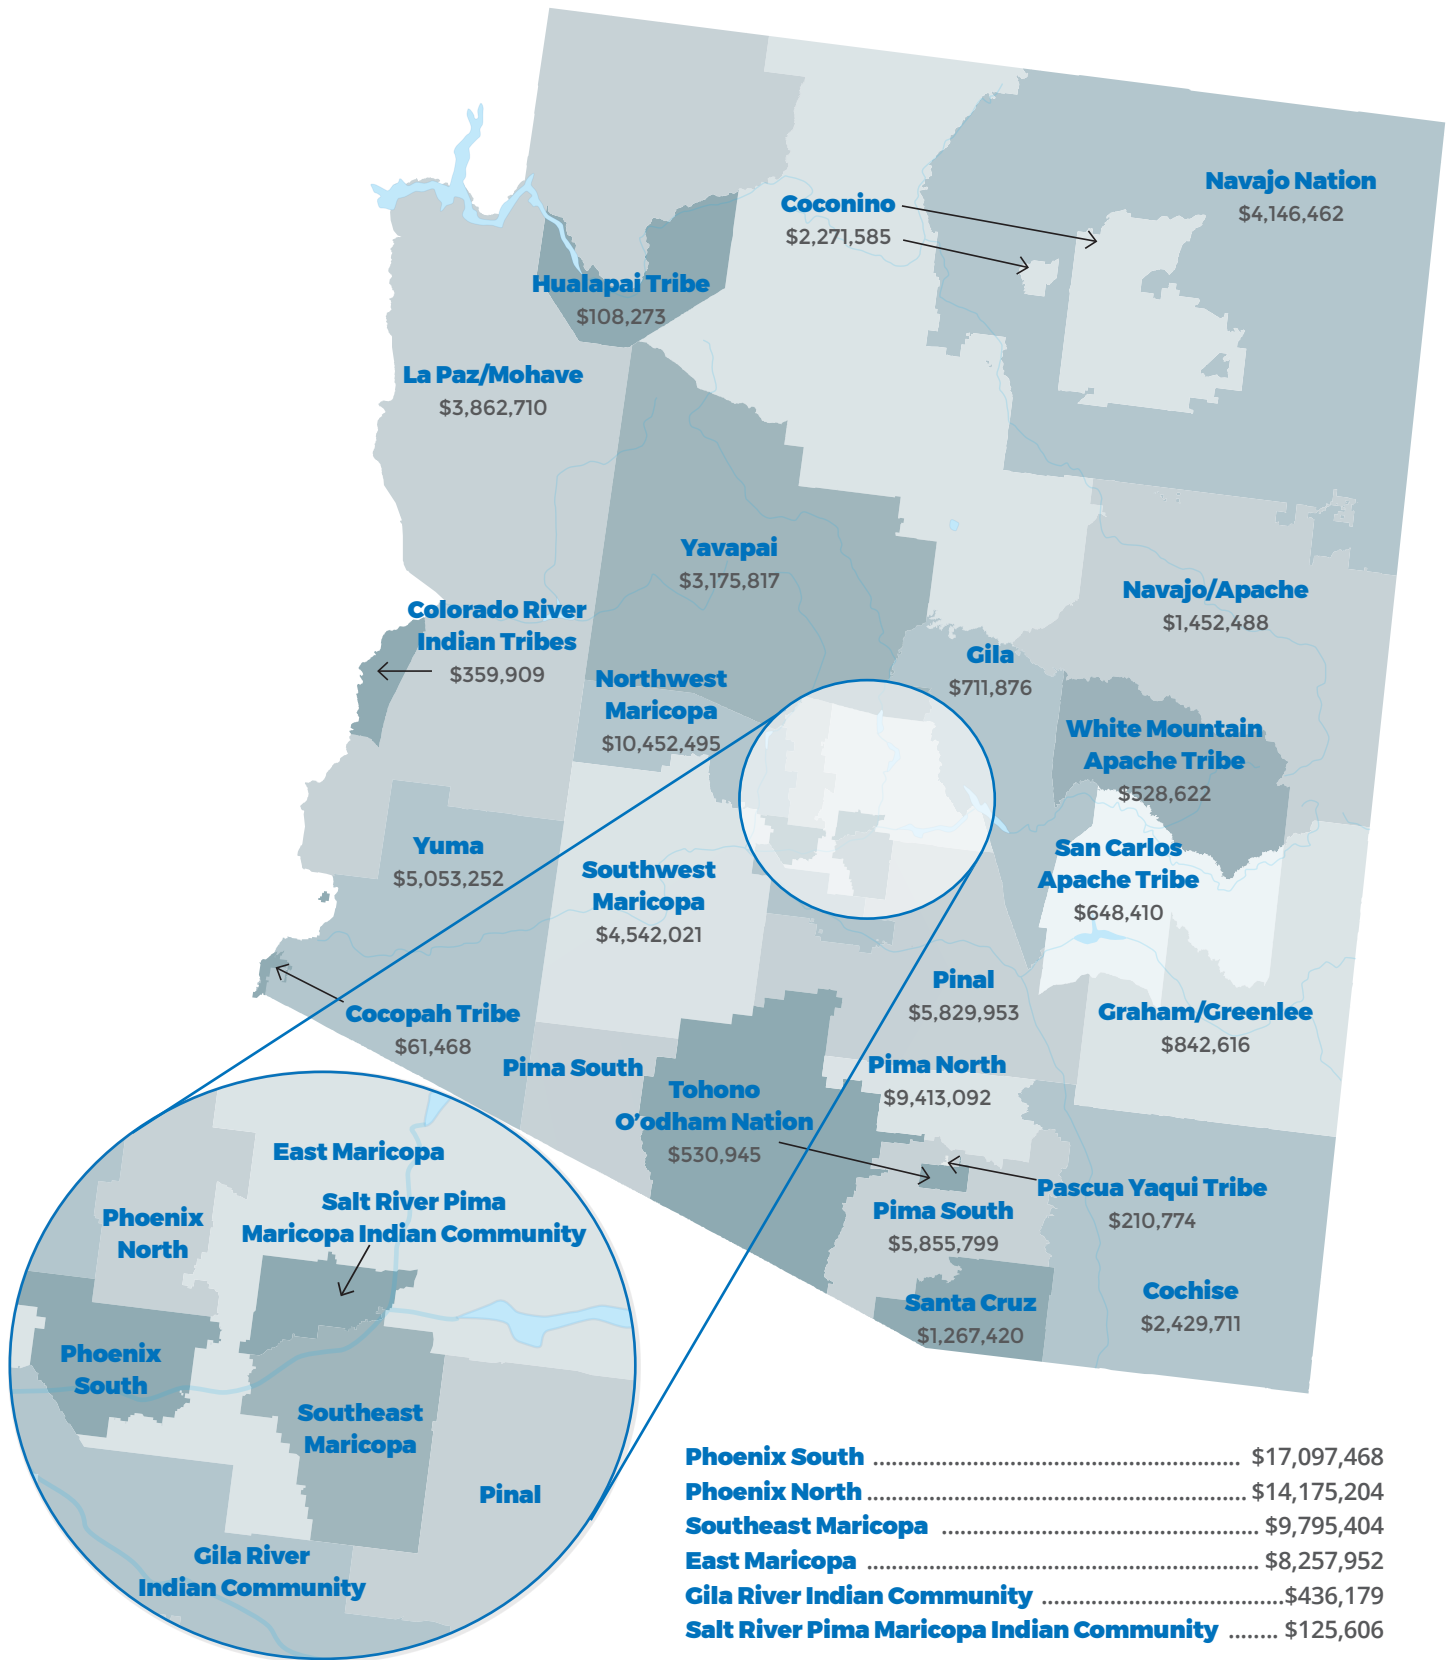 Navajo Nation
$4,146,462
Coconino
$2,271,585
Hualapai Tribe
$108,273
La Paz/Mohave
$3,862,710
Yavapai
$3,175,817
Navajo/Apache
$1,452,488
Colorado River
Indian Tribes
$359,909
Gila
$711,876
Northwest
Maricopa
$10,452,495
White Mountain
Apache Tribe
$528,622
Yuma
$5,053,252
Southwest
Maricopa
$4,542,021
San Carlos
Apache Tribe
$648,410
Pinal
$5,829,953
Cocopah Tribe
$61,468
Graham/Greenlee
$842,616
Pima South
Pima North
$9,413,092
Tohono
O’odham Nation
$530,945
Pascua Yaqui Tribe
$210,774
Pima South
$5,855,799
Santa Cruz
$1,267,420
Cochise
$2,429,711
East Maricopa
Salt River Pima
Maricopa Indian Community
Phoenix
North
Phoenix
South
Southeast
Maricopa
Pinal
Gila River
Indian Community
Phoenix South ............................................................. $17,097,468
Phoenix North ............................................................... $14,175,204
Southeast Maricopa ..................................................... $9,795,404
East Maricopa ................................................................. $8,257,952
Gila River Indian Community ........................................ $436,179
Salt River Pima Maricopa Indian Community ........ $125,606